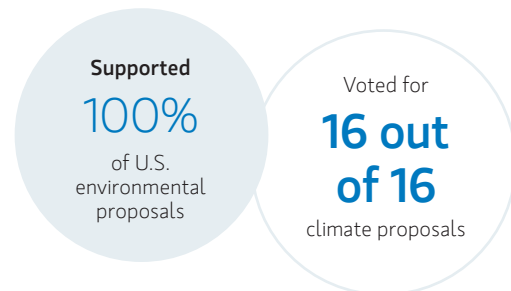 Supported
100%
of U.S.
environmental
proposals
Voted for
16 out
of 16
climate proposals